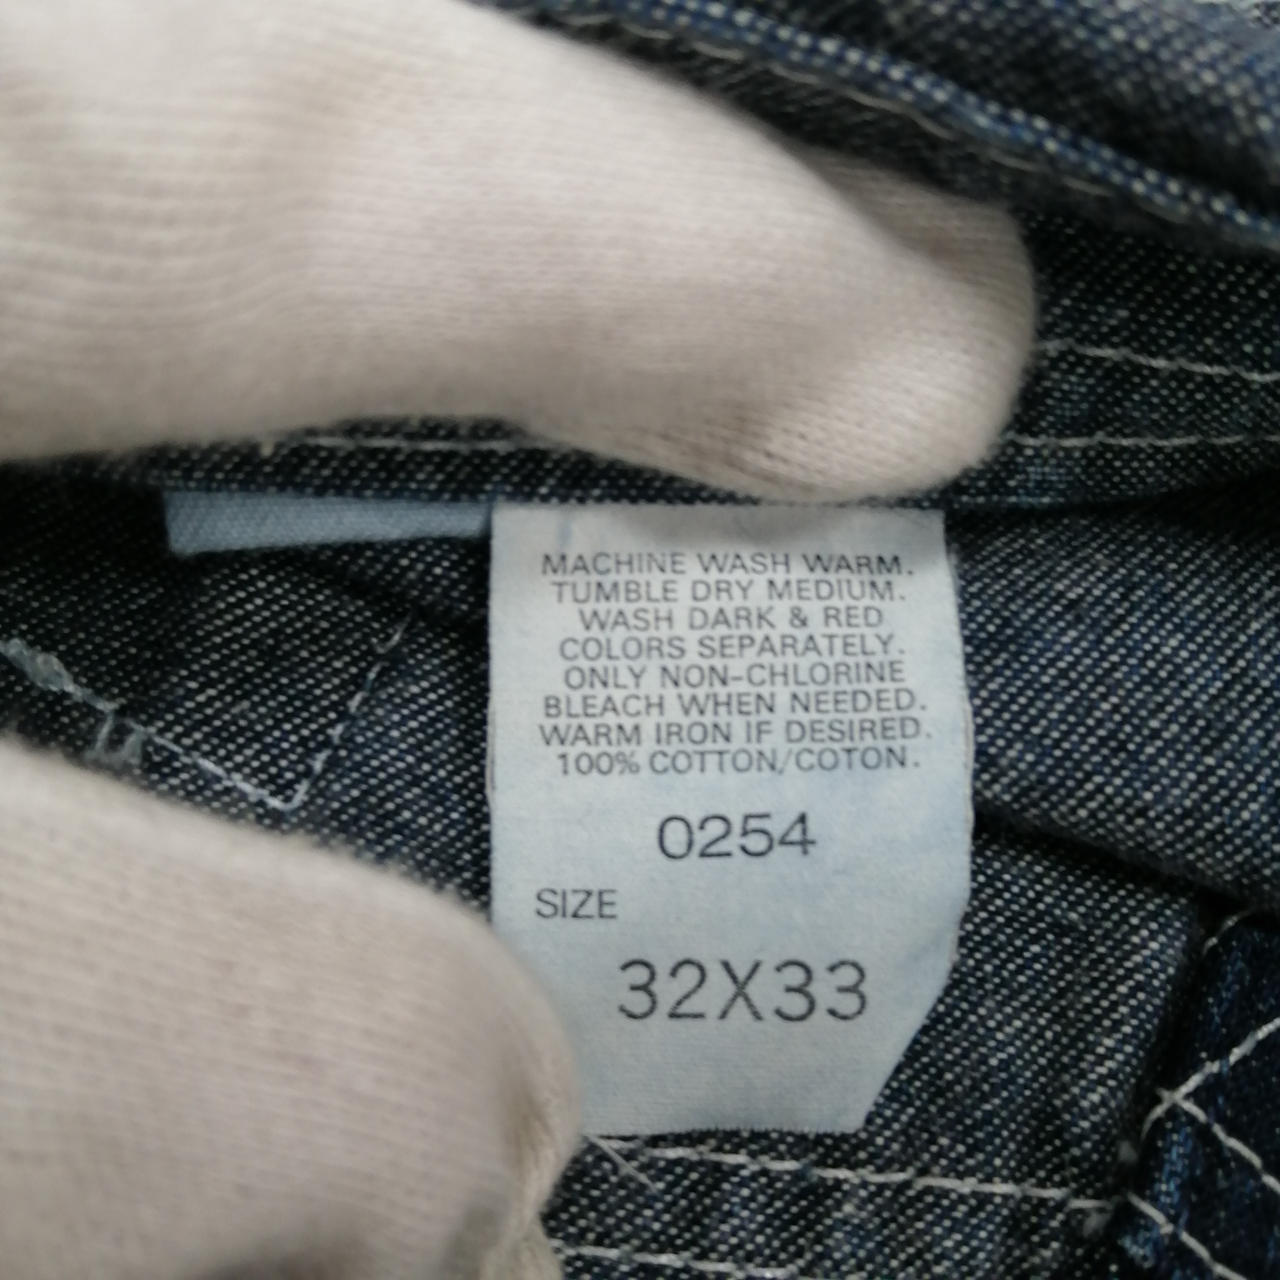 MACHINE WASH WARM.
TUMBLE DRY MEDIUM.
WASH DARK & RED
COLORS SEPARATELY.
ONLY NON-CHLORINE
BLEACH WHEN NEEDED.
WARM IRON IF DESIRED.
100% COTTON/COTON.
0254
SIZE
32X33